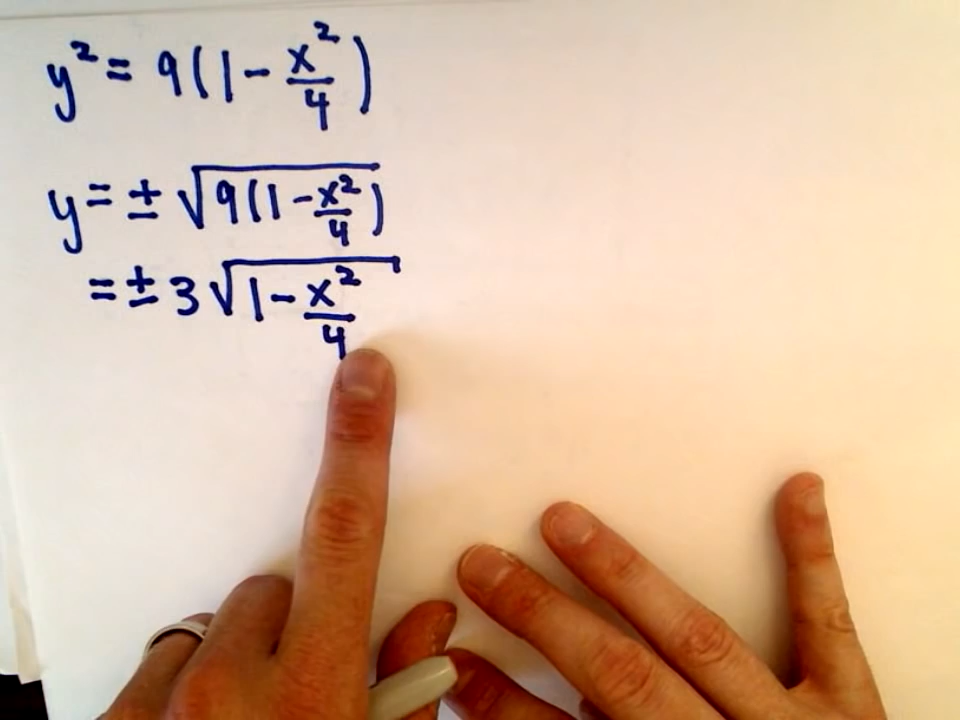 y² = 9(1 - x²/4)
y = ± √(9(1 - x²/4))
= ± 3√(1 - x²/4)